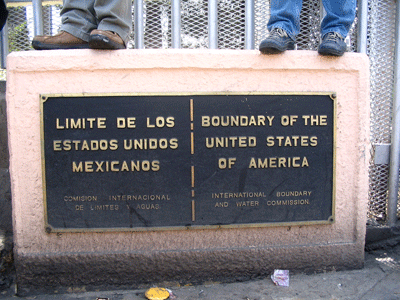 LIMITE DE LOS
ESTADOS UNIDOS
MEXICANOS
COMISION INTERNACIONAL
DE LIMITES Y AGUAS
BOUNDARY OF THE
UNITED STATES
OF AMERICA
INTERNATIONAL BOUNDARY
AND WATER COMMISSION